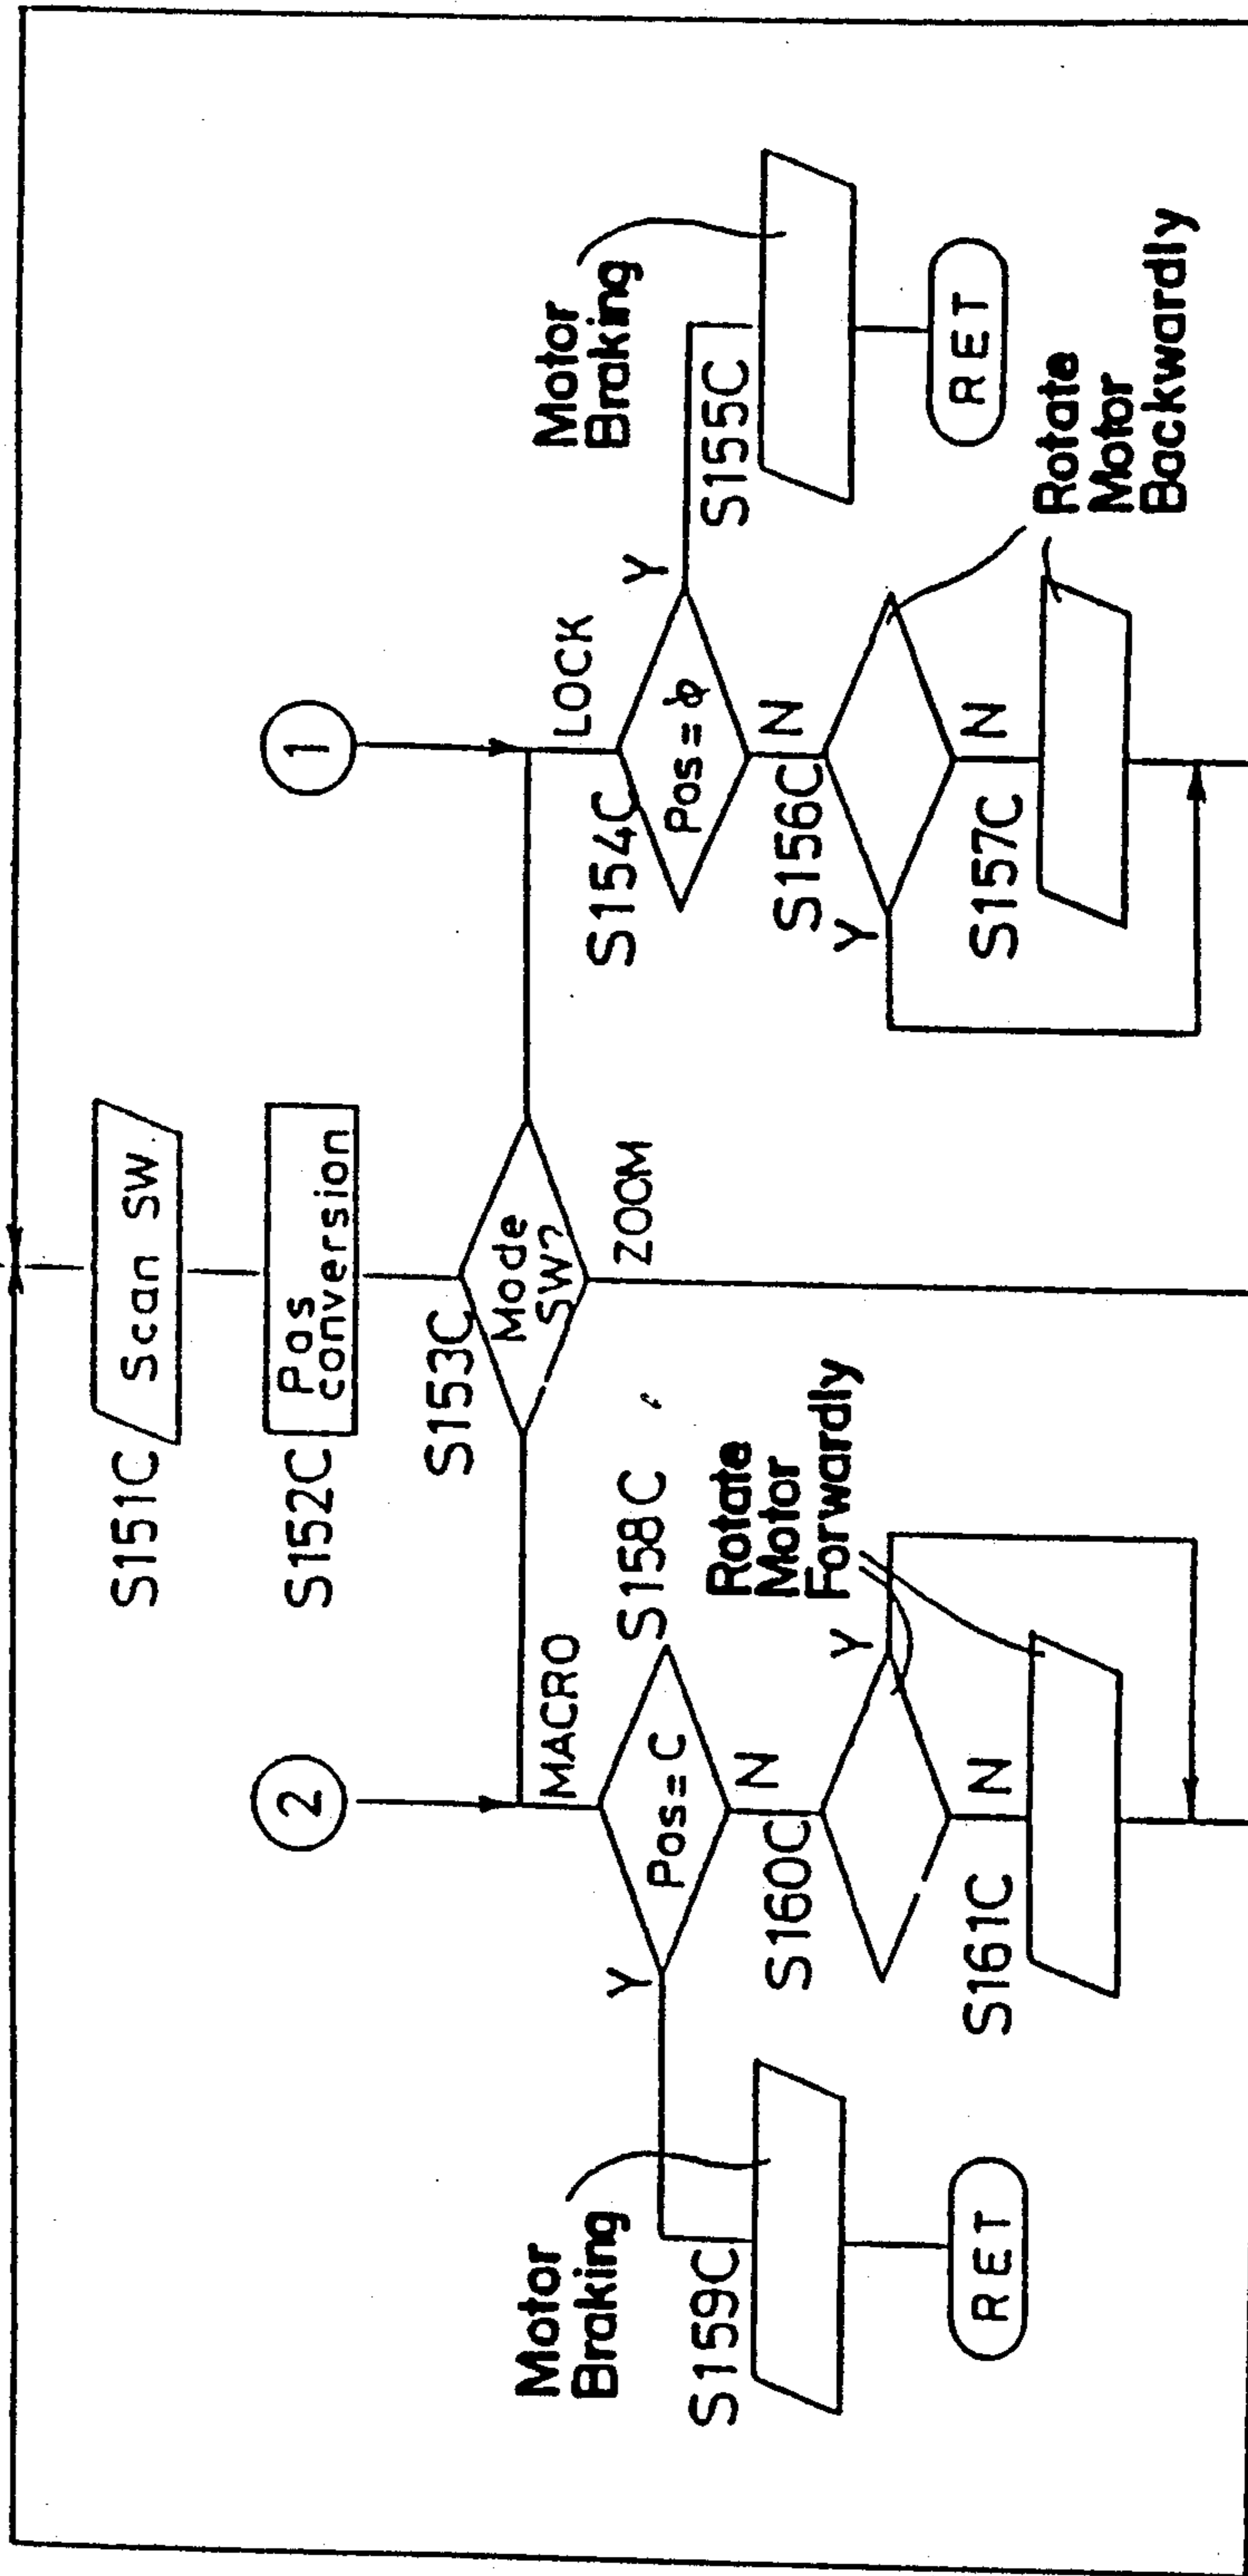 S151C
Scan SW.
S152C
Pos
conversion
S153C
Mode
SW?
ZOOM
2
MACRO
S158C
Pos=C
Y
N
Motor
Braking
S159C
RET
S160C
Rotate
Motor
Forwardly
Y
N
S161C
1
LOCK
S154C
Pos=φ
Y
N
Motor
Braking
S155C
RET
S156C
Y
N
S157C
Rotate
Motor
Backwardly